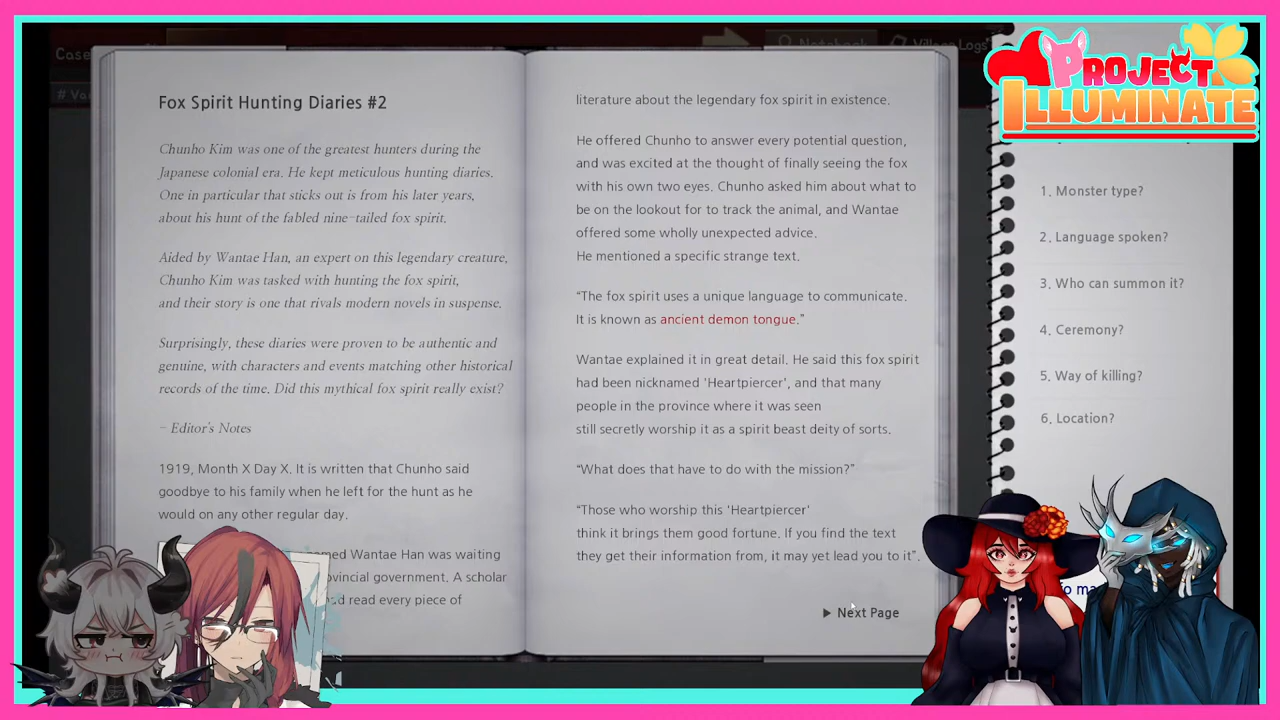 Case
Notebook
Village Logs
PROJECT
ILLUMINATE
Fox Spirit Hunting Diaries #2
Chunho Kim was one of the greatest hunters during the
Japanese colonial era. He kept meticulous hunting diaries.
One in particular that sticks out is from his later years,
about his hunt of the fabled nine-tailed fox spirit.
Aided by Wantae Han, an expert on this legendary creature,
Chunho Kim was tasked with hunting the fox spirit,
and their story is one that rivals modern novels in suspense.
Surprisingly, these diaries were proven to be authentic and
genuine, with characters and events matching other historical
records of the time. Did this mythical fox spirit really exist?
- Editor's Notes
1919, Month X Day X. It is written that Chunho said
goodbye to his family when he left for the hunt as he
would on any other regular day.
Wantae Han was waiting
government. A scholar
read every piece of
literature about the legendary fox spirit in existence.
He offered Chunho to answer every potential question,
and was excited at the thought of finally seeing the fox
with his own two eyes. Chunho asked him about what to
be on the lookout for to track the animal, and Wantae
offered some wholly unexpected advice.
He mentioned a specific strange text.
“The fox spirit uses a unique language to communicate.
It is known as ancient demon tongue.”
Wantae explained it in great detail. He said this fox spirit
had been nicknamed 'Heartpiercer', and that many
people in the province where it was seen
still secretly worship it as a spirit beast deity of sorts.
“What does that have to do with the mission?”
“Those who worship this 'Heartpiercer'
think it brings them good fortune. If you find the text
they get their information from, it may yet lead you to it”.
▶ Next Page
1. Monster type?
2. Language spoken?
3. Who can summon it?
4. Ceremony?
5. Way of killing?
6. Location?